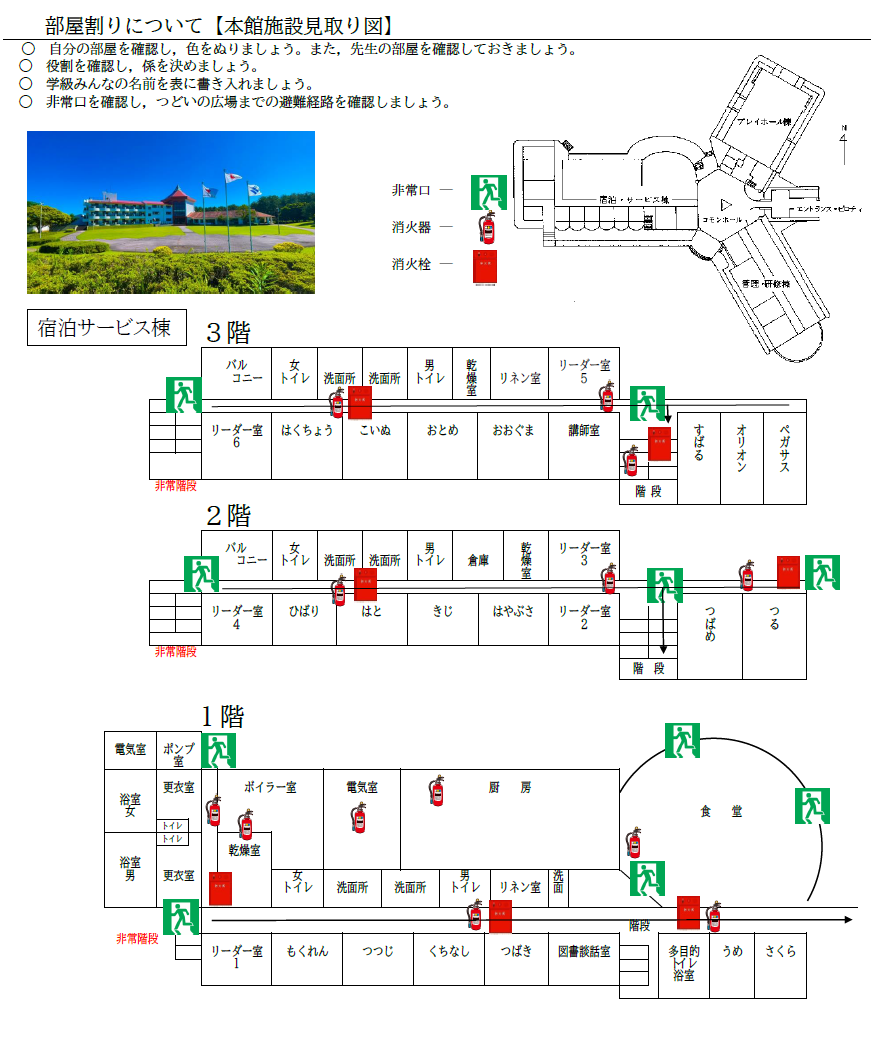 部屋割りについて【本館施設見取り図】
○ 自分の部屋を確認し，色をぬりましょう。また，先生の部屋を確認しておきましょう。
○ 役割を確認し，係を決めましょう。
○ 学級みんなの名前を表に書き入れましょう。
○ 非常口を確認し，つどいの広場までの避難経路を確認しましょう。
プレイホール棟
N
4
宿泊・サービス棟
コモンホール
エントランス・ピロティ
管理・研修棟
非常口 ―
消火器 ―
消火栓 ―
宿泊サービス棟
３階
バルコニー
女トイレ
洗面所
洗面所
男トイレ
乾燥室
リネン室
リーダー室5
リーダー室6
はくちょう
こいぬ
おとめ
おおぐま
講師室
階 段
すばる
オリオン
ペガサス
非常階段
２階
バルコニー
女トイレ
洗面所
洗面所
男トイレ
倉庫
乾燥室
リーダー室3
リーダー室4
ひばり
はと
きじ
はやぶさ
リーダー室2
階 段
つばめ
つる
非常階段
１階
電気室
ポンプ室
浴室女
更衣室
トイレ
トイレ
浴室男
更衣室
ボイラー室
乾燥室
電気室
厨 房
食 堂
女トイレ
洗面所
洗面所
男トイレ
リネン室
洗面
非常階段
階段
リーダー室1
もくれん
つつじ
くちなし
つばき
図書談話室
多目的トイレ浴室
うめ
さくら